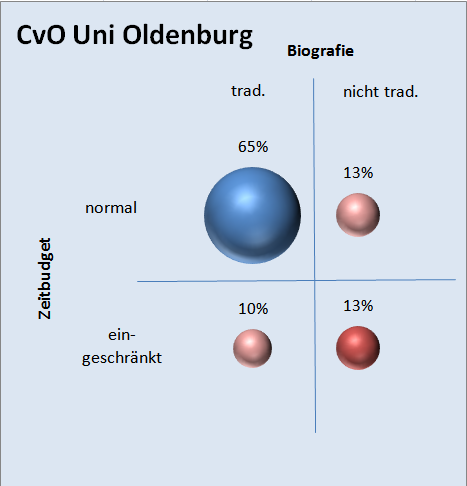 CvO Uni Oldenburg
Biografie
trad.
nicht trad.
65%
13%
normal
Zeitbudget
10%
13%
ein-
geschränkt